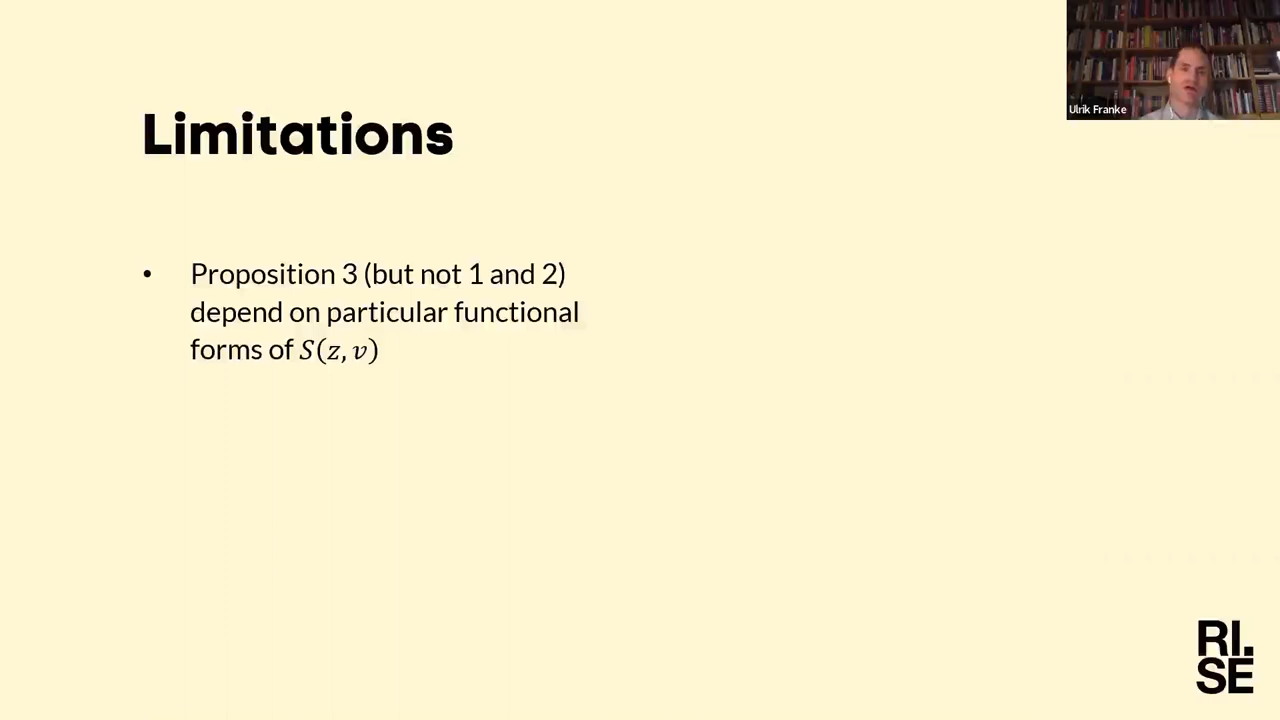 Ulrik Franke
Limitations
• Proposition 3 (but not 1 and 2)
depend on particular functional
forms of S(z, v)
RI.
SE